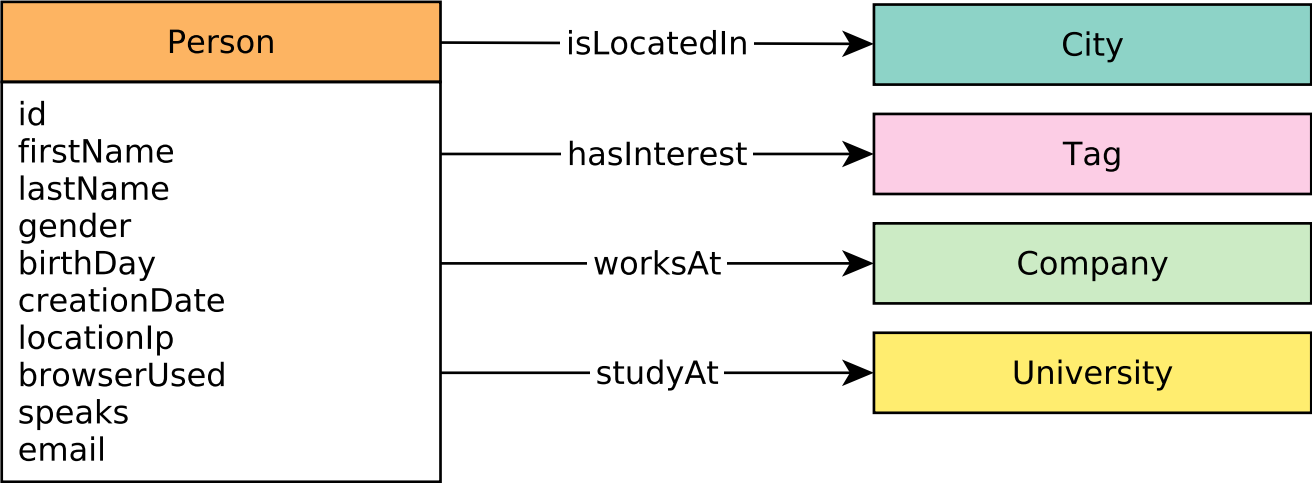 Person
id
firstName
lastName
gender
birthDay
creationDate
locationIp
browserUsed
speaks
email
isLocatedIn
City
hasInterest
Tag
worksAt
Company
studyAt
University